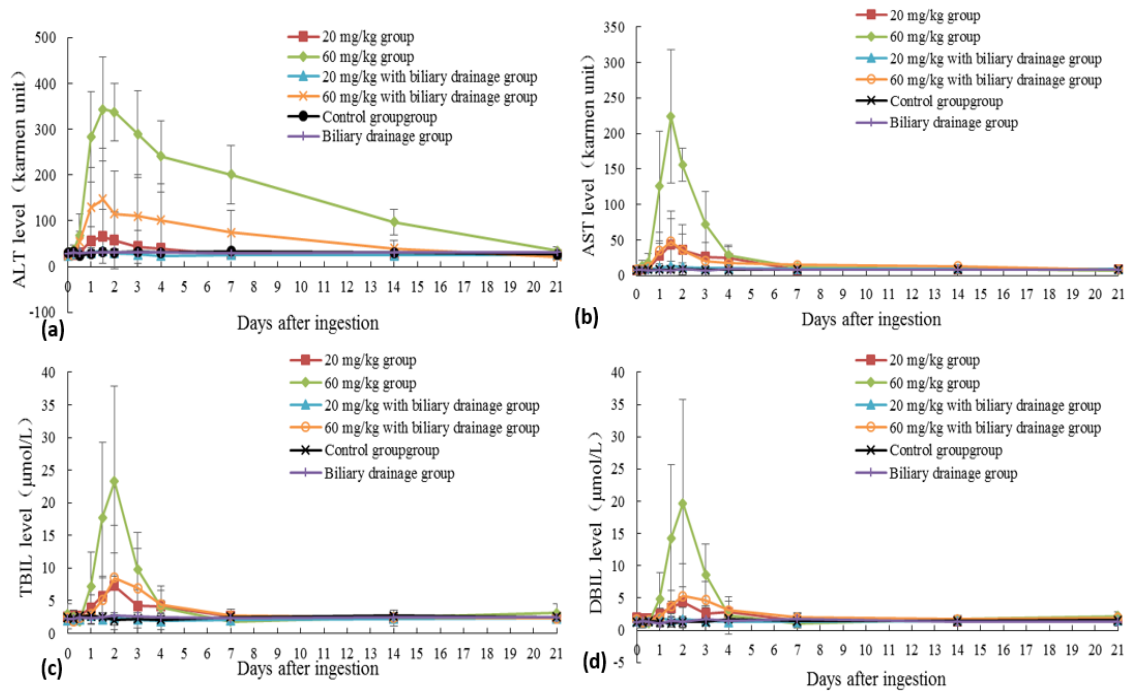 500
400
300
200
100
0
-100
ALT level（karmen unit）
20 mg/kg group
60 mg/kg group
20 mg/kg with biliary drainage group
60 mg/kg with biliary drainage group
Control groupgroup
Biliary drainage group
0 1 2 3 4 5 6 7 8 9 10 11 12 13 14 15 16 17 18 19 20 21
Days after ingestion
(a)
350
300
250
200
150
100
50
0
AST level（karmen unit）
20 mg/kg group
60 mg/kg group
20 mg/kg with biliary drainage group
60 mg/kg with biliary drainage group
Control groupgroup
Biliary drainage group
0 1 2 3 4 5 6 7 8 9 10 11 12 13 14 15 16 17 18 19 20 21
Days after ingestion
(b)
40
35
30
25
20
15
10
5
0
TBIL level（μmol/L）
20 mg/kg group
60 mg/kg group
20 mg/kg with biliary drainage group
60 mg/kg with biliary drainage group
Control groupgroup
Biliary drainage group
0 1 2 3 4 5 6 7 8 9 10 11 12 13 14 15 16 17 18 19 20 21
Days after ingestion
(c)
40
35
30
25
20
15
10
5
0
-5
DBIL level（μmol/L）
20 mg/kg group
60 mg/kg group
20 mg/kg with biliary drainage group
60 mg/kg with biliary drainage group
Control groupgroup
Biliary drainage group
0 1 2 3 4 5 6 7 8 9 10 11 12 13 14 15 16 17 18 19 20 21
Days after ingestion
(d)